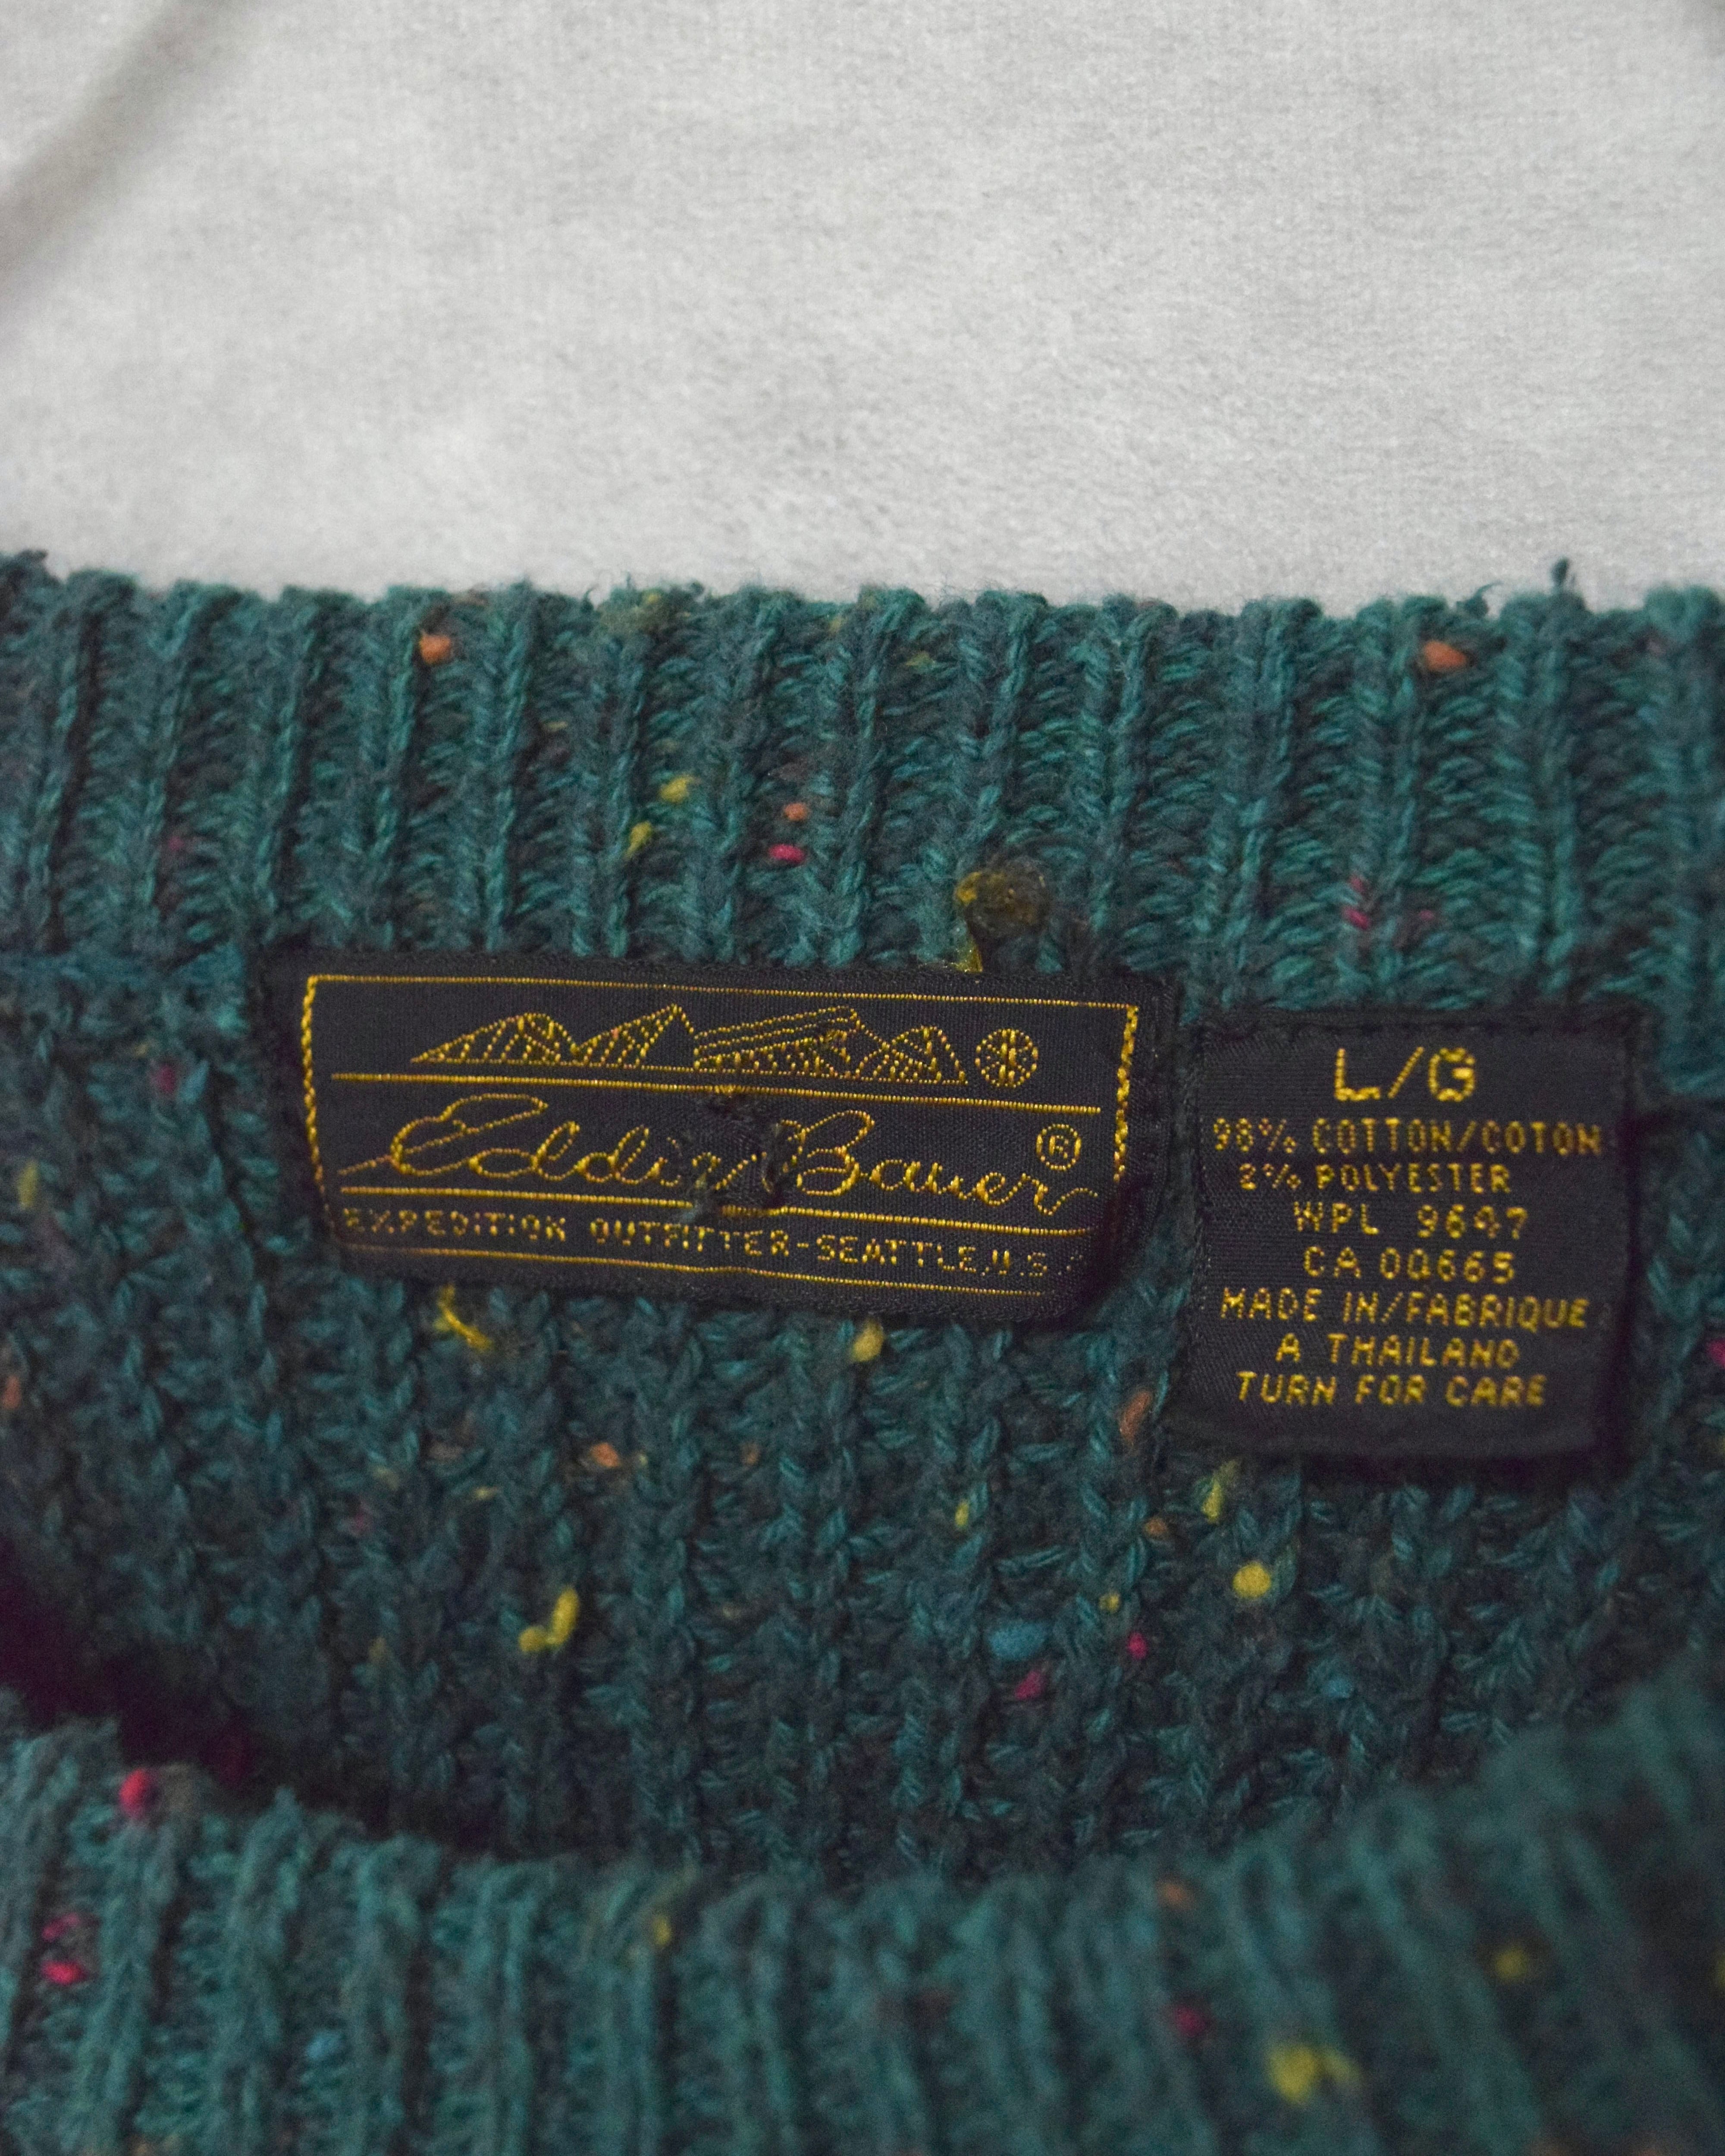 Eddie Bauer®
EXPEDITION OUTFITTER-SEATTLE, U.S.
L/G
98% COTTON/COTON
2% POLYESTER
WPL 9647
CA 00665
MADE IN/FABRIQUE
A THAILAND
TURN FOR CARE